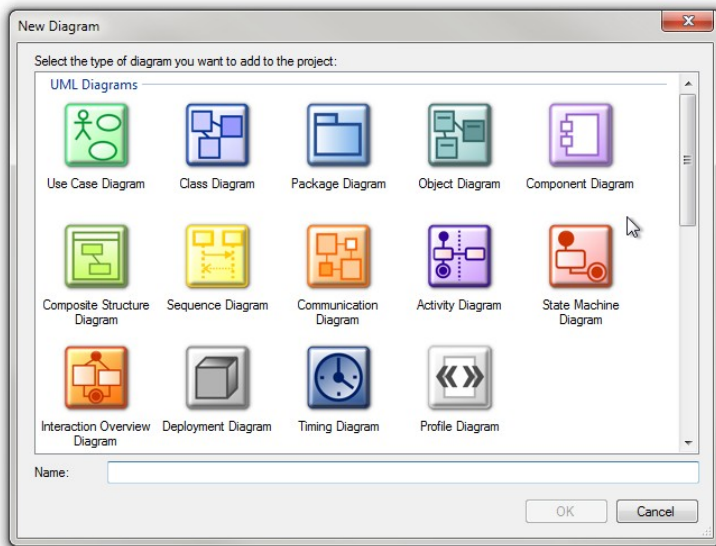 New Diagram
Select the type of diagram you want to add to the project:
UML Diagrams
Use Case Diagram
Class Diagram
Package Diagram
Object Diagram
Component Diagram
Composite Structure
Diagram
Sequence Diagram
Communication
Diagram
Activity Diagram
State Machine
Diagram
Interaction Overview
Diagram
Deployment Diagram
Timing Diagram
Profile Diagram
Name:
OK
Cancel